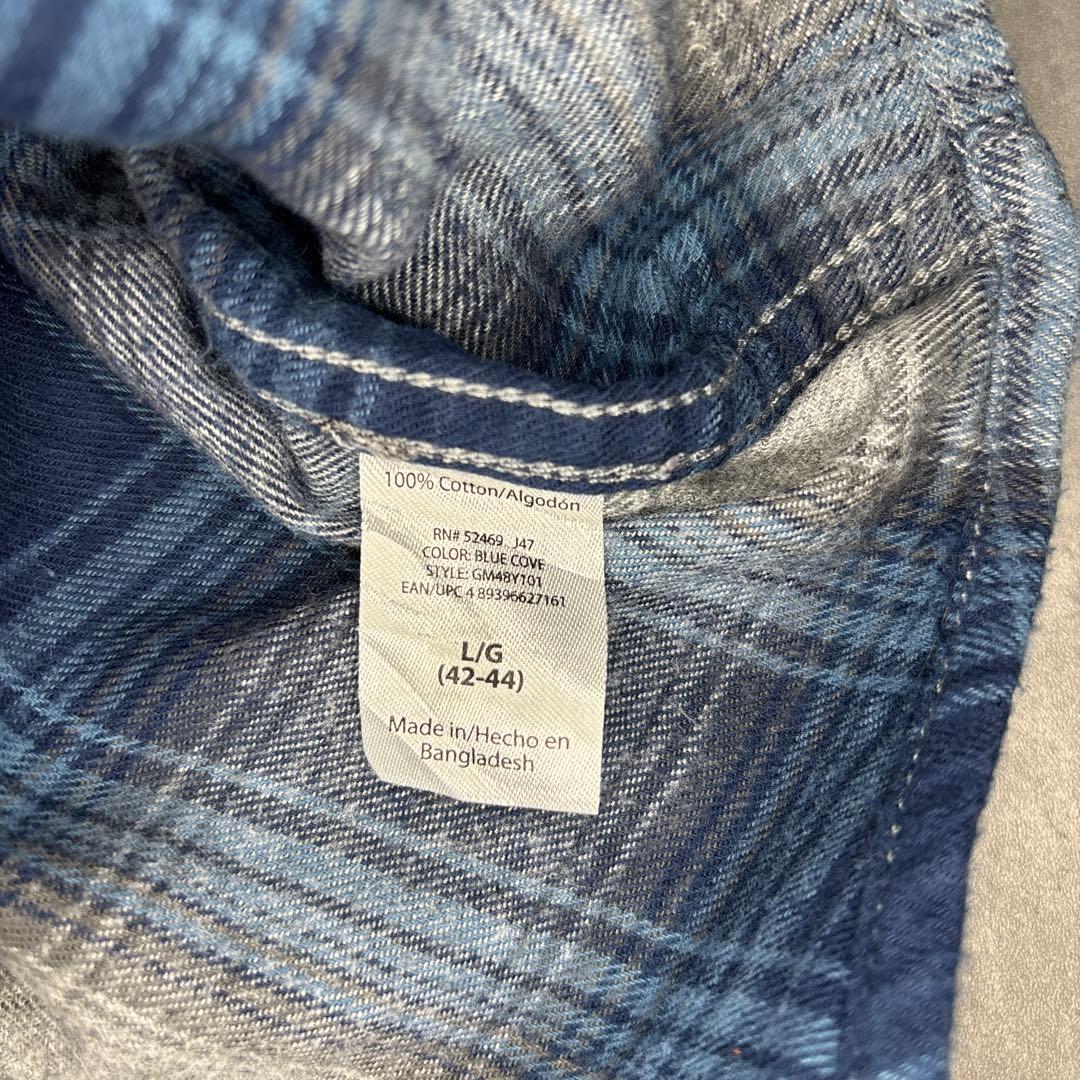 100% Cotton/Algodón
RN# 52469 J47
COLOR: BLUE COVE
STYLE: GM48Y101
EAN/UPC 4 89396627161
L/G
(42-44)
Made in/Hecho en
Bangladesh